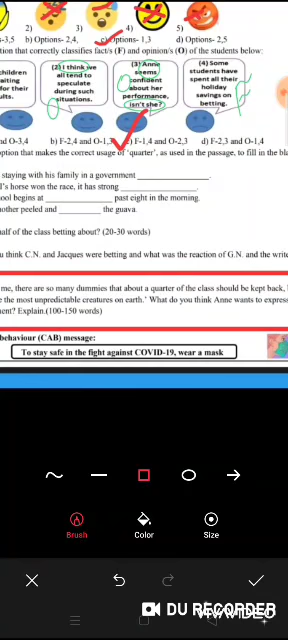 2) 3) 4) 5)
-3,5 b) Options- 2,4, c) Options- 1,3 d) Options- 2,5
tion that correctly classifies fact/s (F) and opinion/s (O) of the students below:
children
aiting
for their
ults.
(2) I think we
all tend to
speculate
during such
situations.
(3) Anne
seems
confident
about her
performance,
isn't she?
(4) Some
students have
spent all their
holiday
savings on
betting.
O O F
and O-3,4 b) F-2,4 and O-1,3 c) F-1,4 and O-2,3 d) F-2,3 and O-1,4
option that makes the correct usage of 'quarter', as used in the passage, to fill in the bla
staying with his family in a government
l's horse won the race, it has strong
ool begins at past eight in the morning.
other peeled and the guava.
half of the class betting about? (20-30 words)
u think C.N. and Jacques were betting and what was the reaction of G.N. and the write
me, there are so many dummies that about a quarter of the class should be kept back,
e the most unpredictable creatures on earth.' What do you think Anne wants to expres
ment? Explain.(100-150 words)
behaviour (CAB) message:
To stay safe in the fight against COVID-19, wear a mask
Brush Color Size
VIVAVIDEO
DU RECORDER